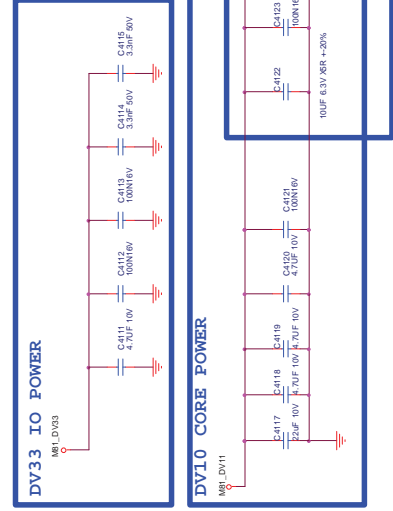 DV33 IO POWER
M81_DV33
C4111
4.7UF 10V
C4112
100N16V
C4113
100N16V
C4114
3.3nF 50V
C4115
3.3nF 50V
DV10 CORE POWER
M81_DV11
C4117
22uF 10V
C4118
4.7UF 10V
C4119
4.7UF 10V
C4120
4.7UF 10V
C4121
100N16V
C4122
10UF 6.3V X5R +-20%
C4123